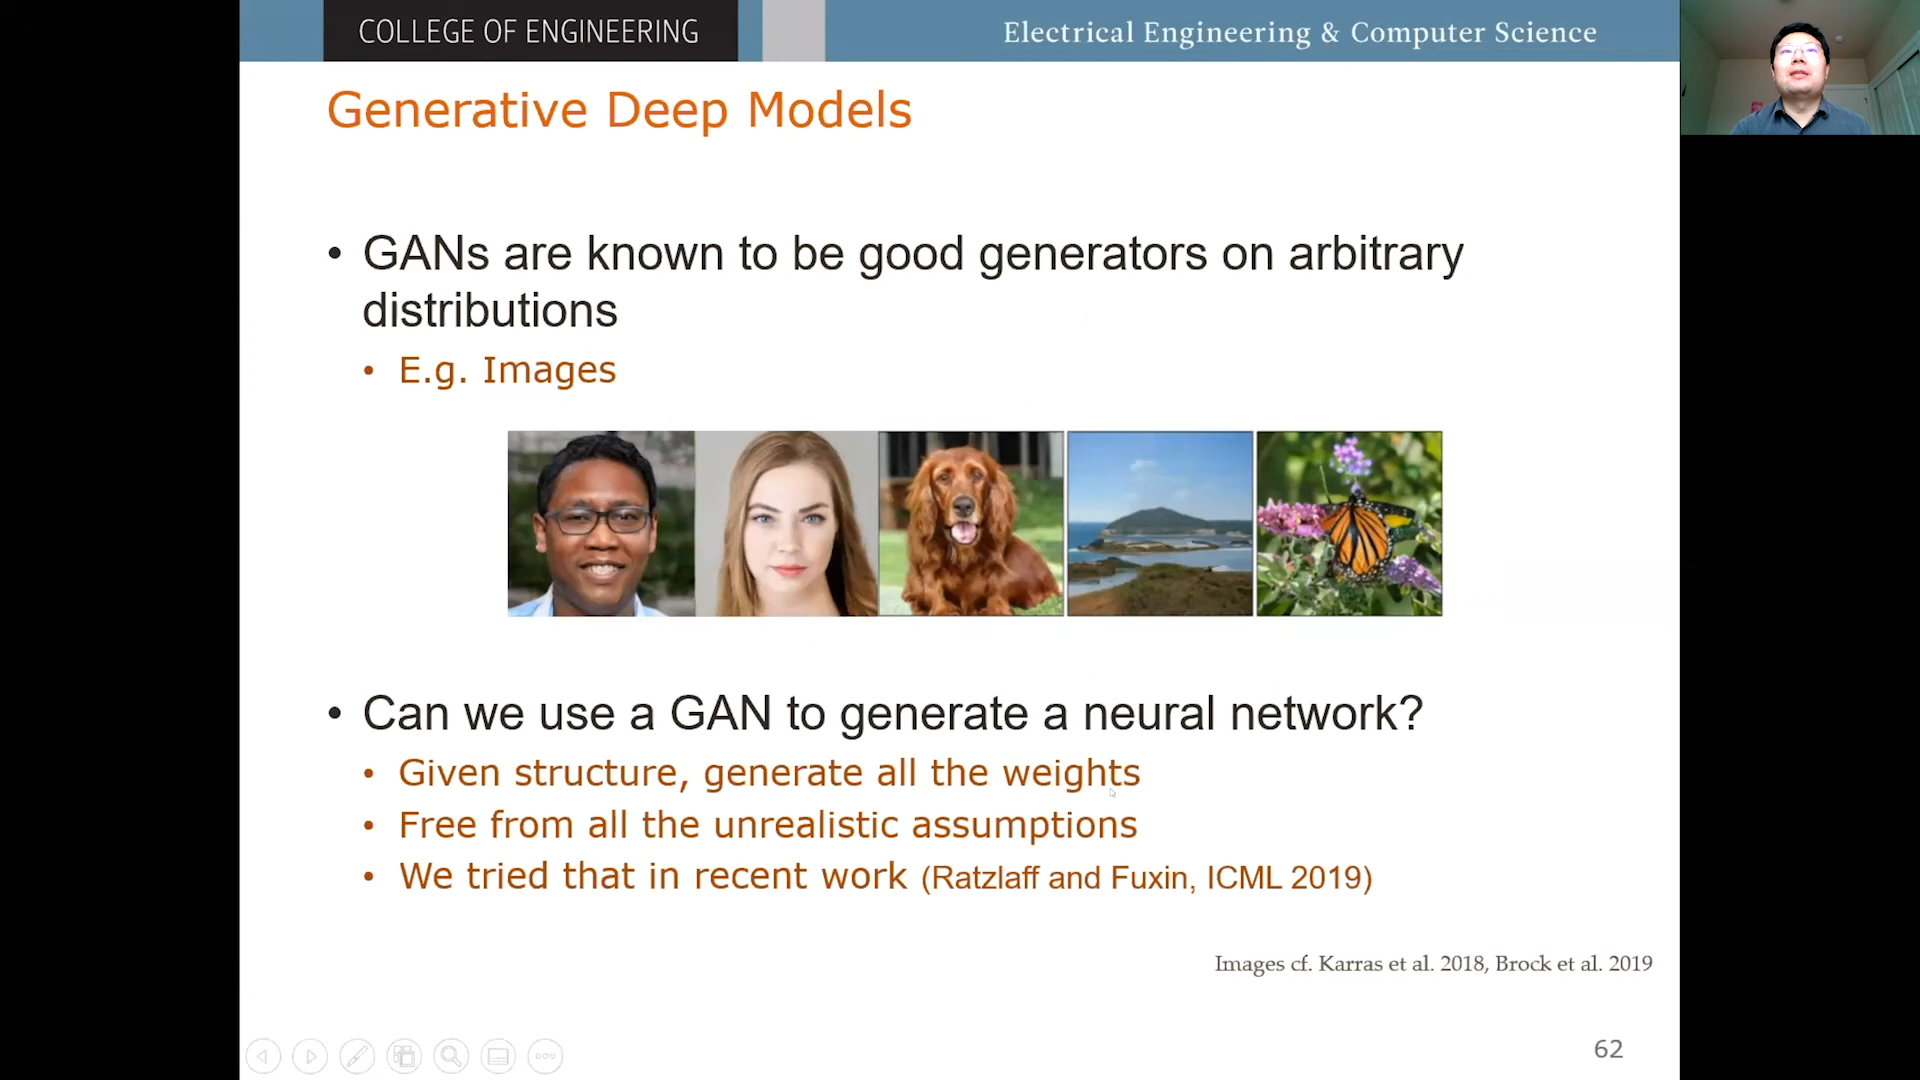 COLLEGE OF ENGINEERING
Electrical Engineering & Computer Science
Generative Deep Models
• GANs are known to be good generators on arbitrary
distributions
• E.g. Images
• Can we use a GAN to generate a neural network?
• Given structure, generate all the weights
• Free from all the unrealistic assumptions
• We tried that in recent work (Ratzlaff and Fuxin, ICML 2019)
Images cf. Karras et al. 2018, Brock et al. 2019
62